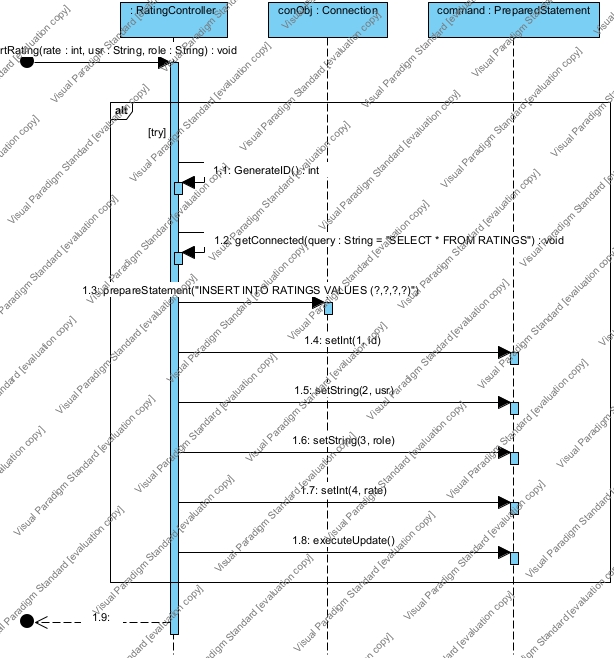 : RatingController
conObj : Connection
command : PreparedStatement
rtRating(rate : int, usr : String, role : String) : void
alt
[try]
1.1: GenerateID() : int
1.2: getConnected(query : String = "SELECT * FROM RATINGS") : void
1.3: prepareStatement("INSERT INTO RATINGS VALUES (?,?,?,?)")
1.4: setInt(1, id)
1.5: setString(2, usr)
1.6: setString(3, role)
1.7: setInt(4, rate)
1.8: executeUpdate()
1.9:
Visual Paradigm Standard [evaluation copy]